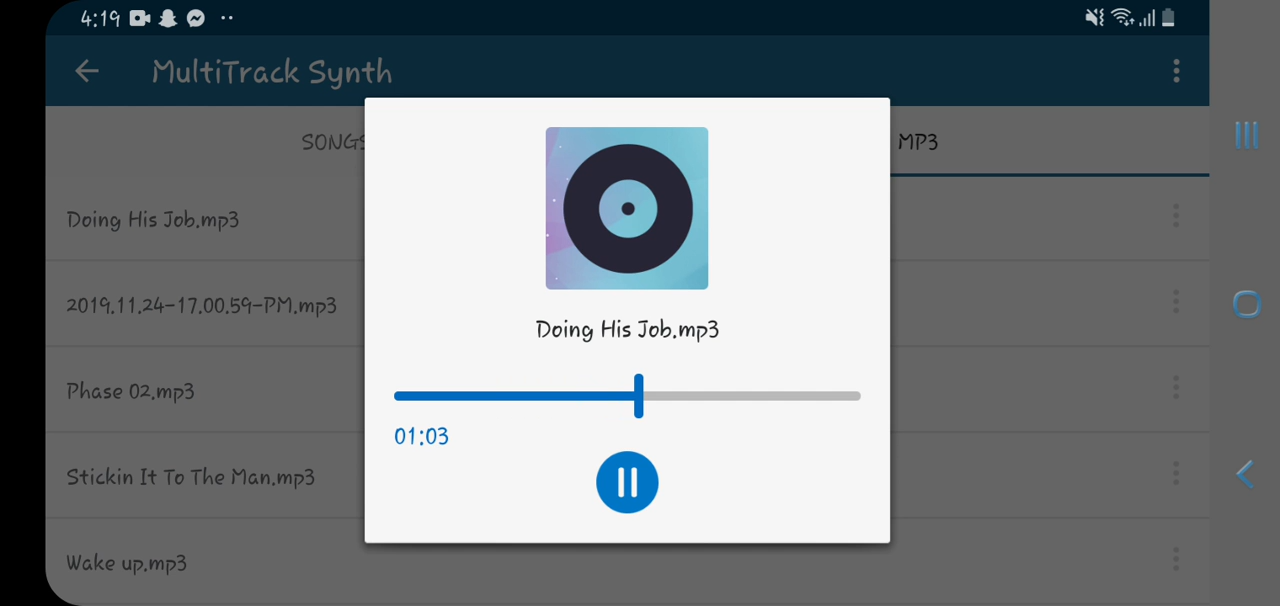 4:19
MultiTrack Synth
SONGS
MP3
Doing His Job.mp3
2019.11.24-17.00.59-PM.mp3
Phase 02.mp3
Stickin It To The Man.mp3
Wake up.mp3
Doing His Job.mp3
01:03